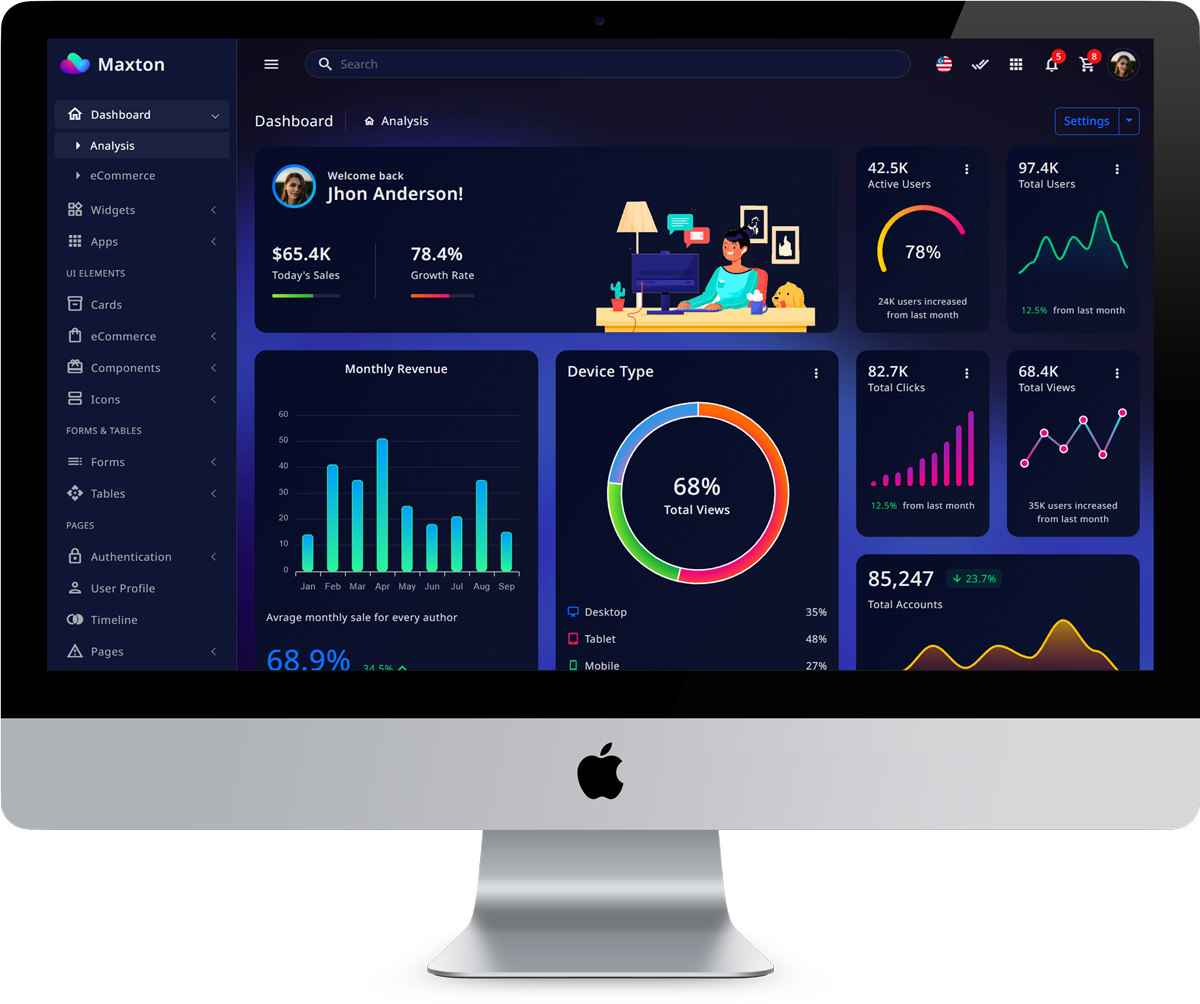 Maxton
Search
5
8
Dashboard
Analysis
eCommerce
Widgets
Apps
UI ELEMENTS
Cards
eCommerce
Components
Icons
FORMS & TABLES
Forms
Tables
PAGES
Authentication
User Profile
Timeline
Pages
Dashboard
Analysis
Settings
Welcome back
Jhon Anderson!
$65.4K
Today's Sales
78.4%
Growth Rate
42.5K
Active Users
78%
24K users increased
from last month
97.4K
Total Users
12.5% from last month
Monthly Revenue
60
50
40
30
20
10
0
Jan Feb Mar Apr May Jun Jul Aug Sep
Avrage monthly sale for every author
68.9% 34.5%
Device Type
68%
Total Views
Desktop 35%
Tablet 48%
Mobile 27%
82.7K
Total Clicks
12.5% from last month
68.4K
Total Views
35K users increased
from last month
85,247 23.7%
Total Accounts